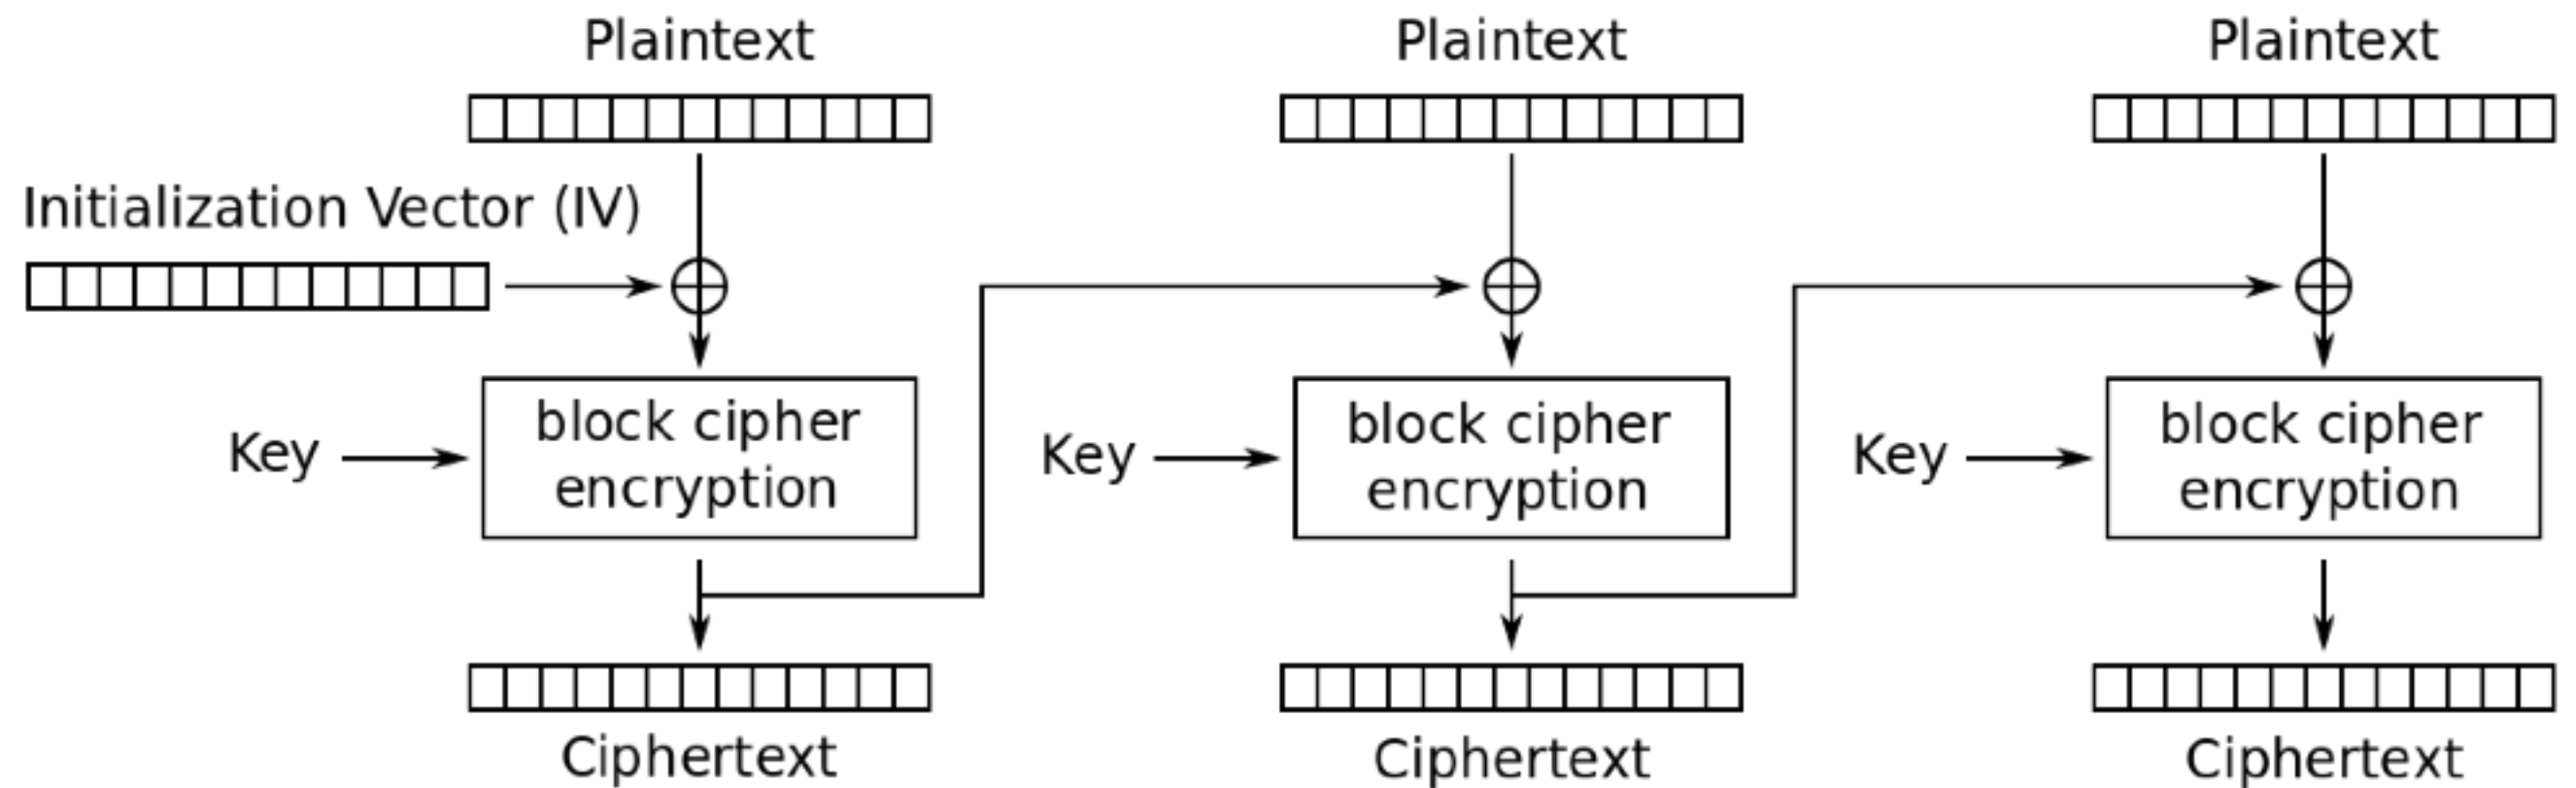 Plaintext
Plaintext
Plaintext
Initialization Vector (IV)
Key
block cipher
encryption
Key
block cipher
encryption
Key
block cipher
encryption
Ciphertext
Ciphertext
Ciphertext